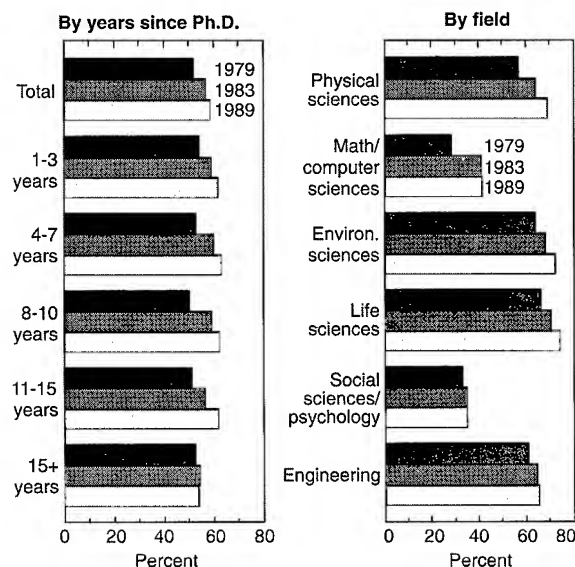 By years since Ph.D.
Total
1979
1983
1989
1-3
years
4-7
years
8-10
years
11-15
years
15+
years
0 20 40 60 80
Percent
By field
Physical
sciences
Math/
computer
sciences
1979
1983
1989
Environ.
sciences
Life
sciences
Social
sciences/
psychology
Engineering
0 20 40 60 80
Percent